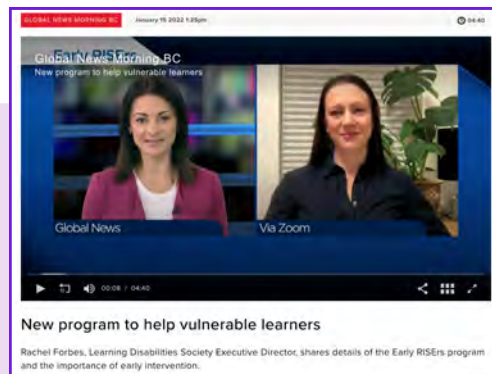 GLOBAL NEWS MORNING BC January 15 2022 1:25pm 04:40
Early RISErs
Global News Morning BC
New program to help vulnerable learners
Global News Via Zoom
00:08 / 04:40
New program to help vulnerable learners
Rachel Forbes, Learning Disabilities Society Executive Director, shares details of the Early RISErs program
and the importance of early intervention.